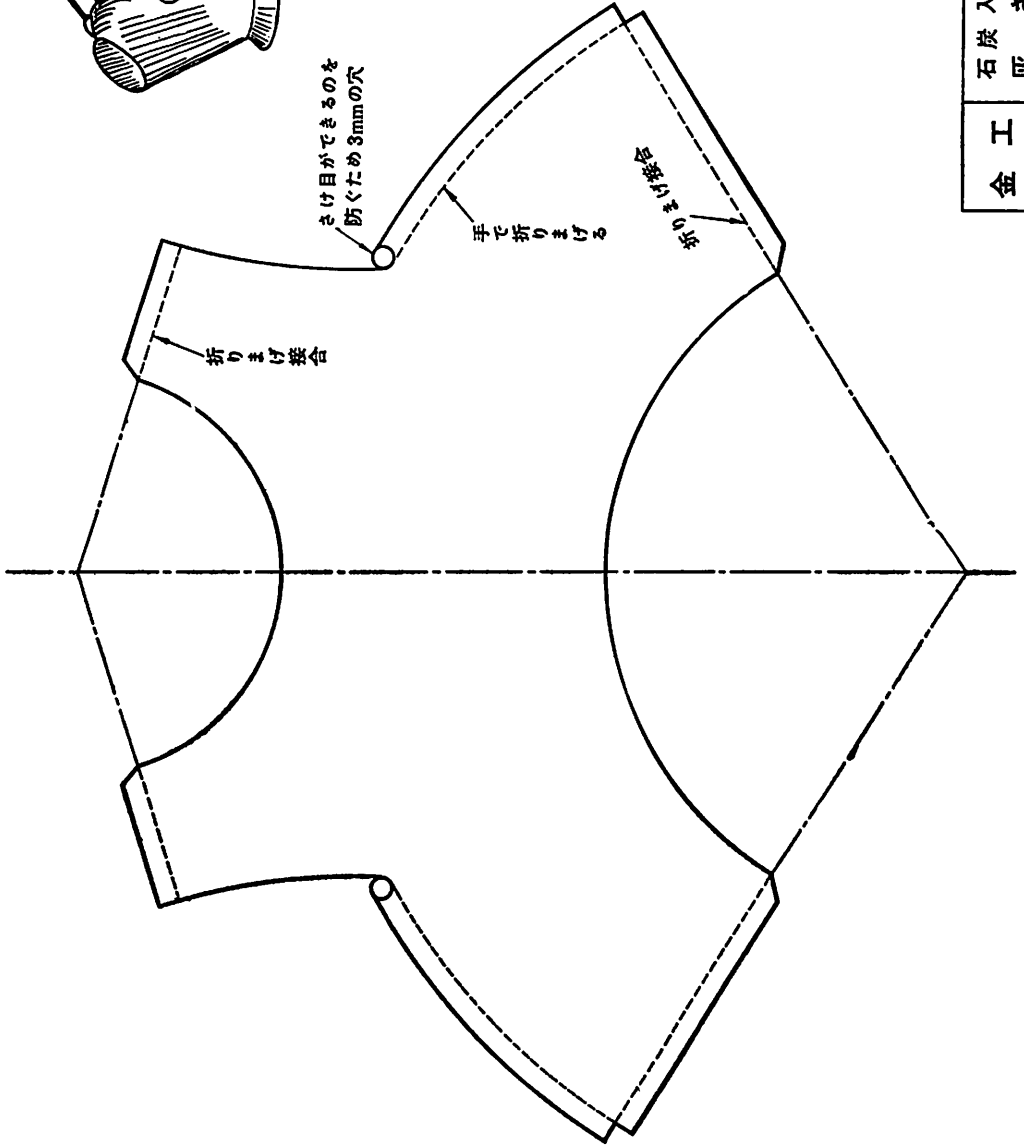 さけ目ができるのを
防ぐため3mmの穴
手で折りまげる
折りまげ接合
折りまげ接合
金工
石炭入